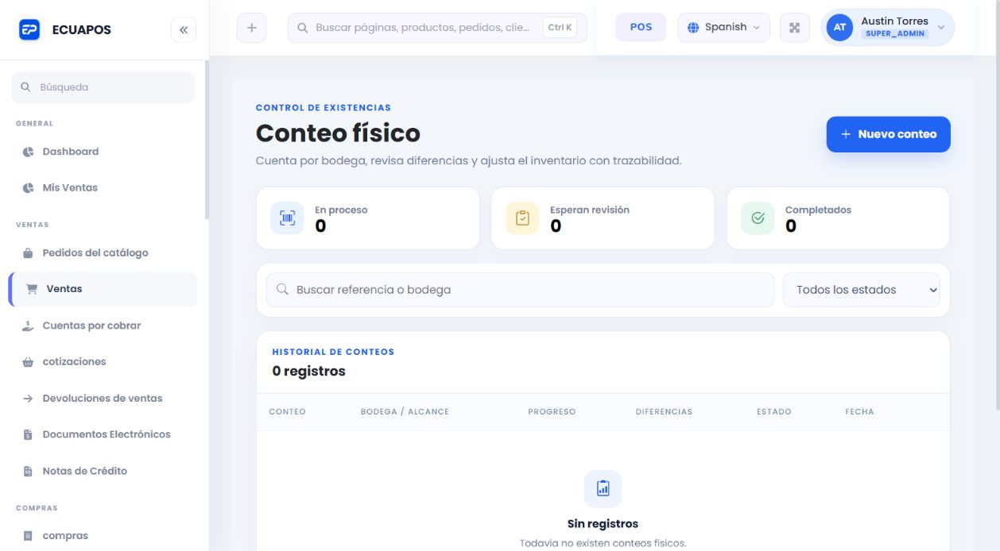 ECUAPOS
Buscar páginas, productos, pedidos, clie...
Ctrl K
POS
Spanish
AT
Austin Torres
SUPER_ADMIN
Búsqueda
GENERAL
Dashboard
Mis Ventas
VENTAS
Pedidos del catálogo
Ventas
Cuentas por cobrar
cotizaciones
Devoluciones de ventas
Documentos Electrónicos
Notas de Crédito
COMPRAS
compras
CONTROL DE EXISTENCIAS
Conteo físico
Cuenta por bodega, revisa diferencias y ajusta el inventario con trazabilidad.
Nuevo conteo
En proceso
0
Esperan revisión
0
Completados
0
Buscar referencia o bodega
Todos los estados
HISTORIAL DE CONTEOS
0 registros
CONTEO BODEGA / ALCANCE PROGRESO DIFERENCIAS ESTADO FECHA
Sin registros
Todavía no existen conteos físicos.